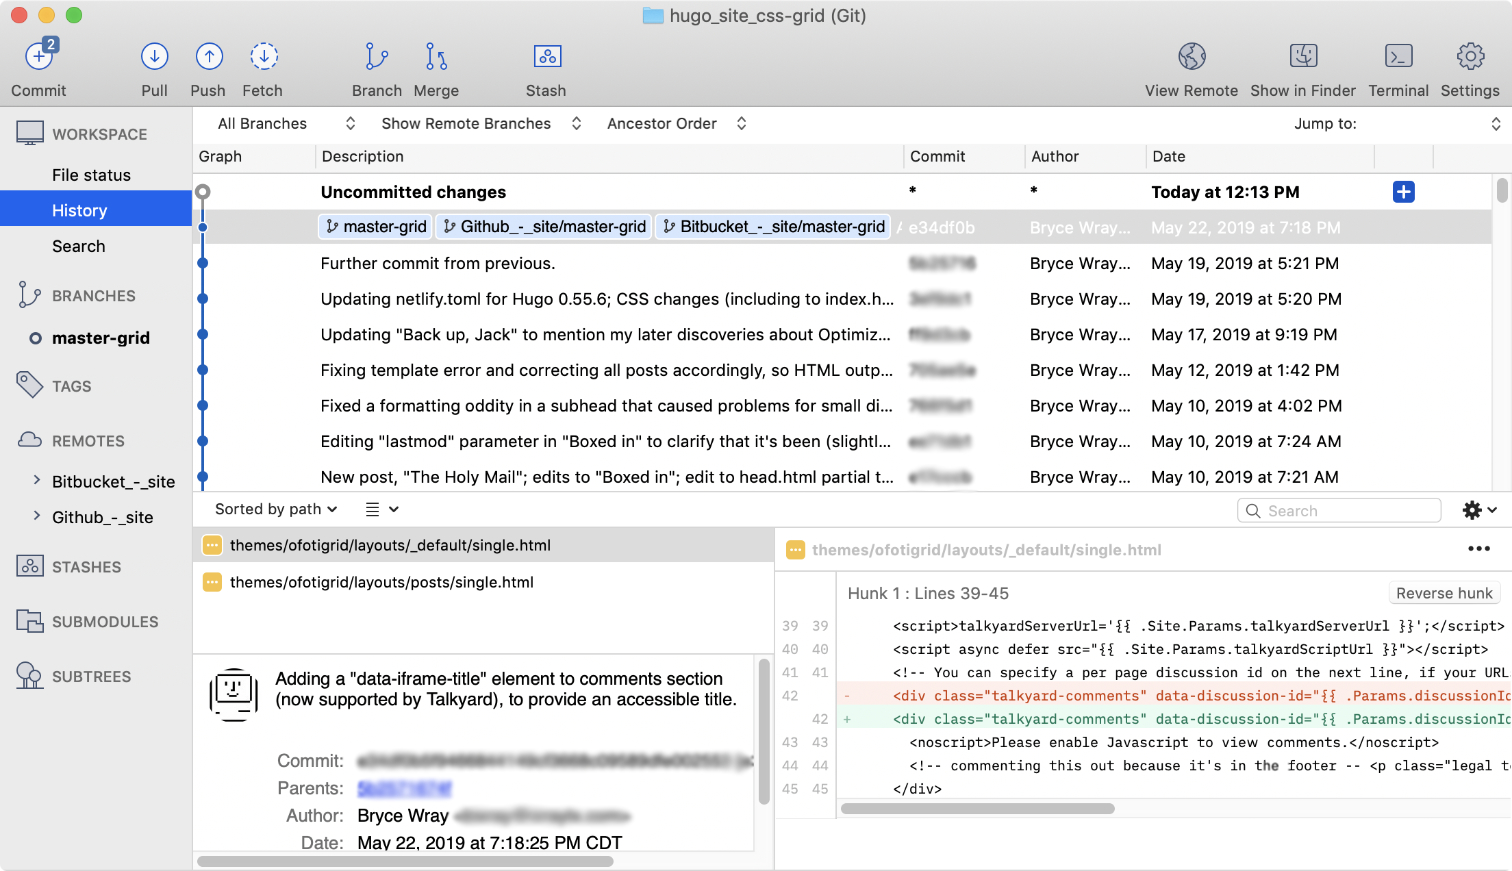 hugo_site_css-grid (Git)
2
Commit Pull Push Fetch Branch Merge Stash View Remote Show in Finder Terminal Settings
WORKSPACE
File status
History
Search
BRANCHES
master-grid
TAGS
REMOTES
Bitbucket_-_site
Github_-_site
STASHES
SUBMODULES
SUBTREES
All Branches Show Remote Branches Ancestor Order Jump to:
Graph Description Commit Author Date
Uncommitted changes * * Today at 12:13 PM
master-grid Github_-_site/master-grid Bitbucket_-_site/master-grid A e34df0b Bryce Wray... May 22, 2019 at 7:18 PM
Further commit from previous. Bryce Wray... May 19, 2019 at 5:21 PM
Updating netlify.toml for Hugo 0.55.6; CSS changes (including to index.h... Bryce Wray... May 19, 2019 at 5:20 PM
Updating "Back up, Jack" to mention my later discoveries about Optimiz... Bryce Wray... May 17, 2019 at 9:19 PM
Fixing template error and correcting all posts accordingly, so HTML outp... Bryce Wray... May 12, 2019 at 1:42 PM
Fixed a formatting oddity in a subhead that caused problems for small di... Bryce Wray... May 10, 2019 at 4:02 PM
Editing "lastmod" parameter in "Boxed in" to clarify that it's been (slightl... Bryce Wray... May 10, 2019 at 7:24 AM
New post, "The Holy Mail"; edits to "Boxed in"; edit to head.html partial t... Bryce Wray... May 10, 2019 at 7:21 AM
Sorted by path Search
themes/ofotigrid/layouts/_default/single.html
themes/ofotigrid/layouts/posts/single.html
Adding a "data-iframe-title" element to comments section
(now supported by Talkyard), to provide an accessible title.
Commit:
Parents:
Author: Bryce Wray
Date: May 22, 2019 at 7:18:25 PM CDT
themes/ofotigrid/layouts/_default/single.html
Hunk 1 : Lines 39-45 Reverse hunk
39 39 <script>talkyardServerUrl='{{ .Site.Params.talkyardServerUrl }}';</script>
40 40 <script async defer src="{{ .Site.Params.talkyardScriptUrl }}"></script>
41 41 <!-- You can specify a per page discussion id on the next line, if your URL
42 - <div class="talkyard-comments" data-discussion-id="{{ .Params.discussionId
42 + <div class="talkyard-comments" data-discussion-id="{{ .Params.discussionId
43 43 <noscript>Please enable Javascript to view comments.</noscript>
44 44 <!-- commenting this out because it's in the footer -- <p class="legal t
45 45 </div>